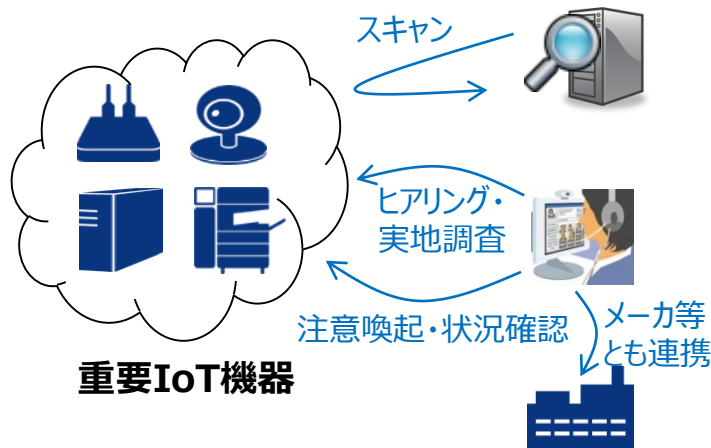 スキャン
ヒアリング・
実地調査
注意喚起・状況確認
メーカ等
とも連携
重要IoT機器